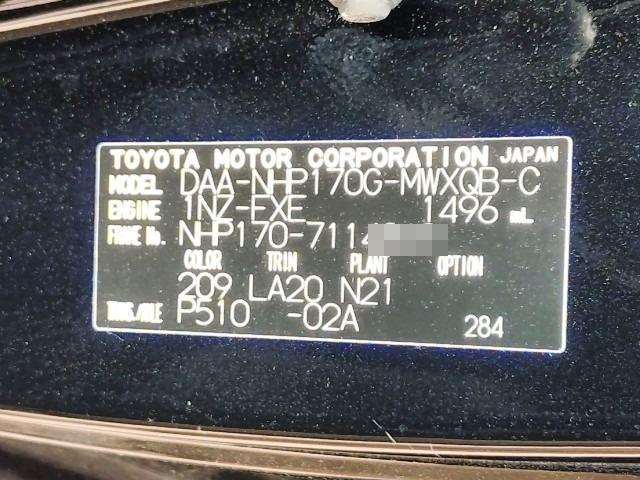 TOYOTA MOTOR CORPORATION JAPAN
MODEL DAA-NHP170G-MWXQB-C
ENGINE 1NZ-FXE 1496 mL
FRAME No. NHP170-7114
COLOR TRIM PLANT OPTION
209 LA20 N21
TRANS/AXLE P510 -02A 284